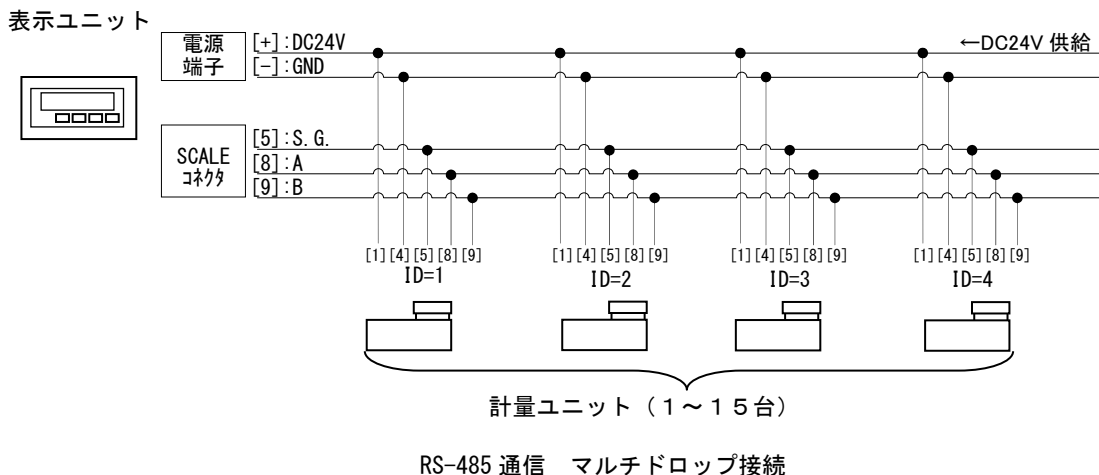 表示ユニット
電源
端子
[+]:DC24V
[−]:GND
←DC24V 供給
SCALE
コネクタ
[5]:S.G.
[8]:A
[9]:B
[1] [4] [5] [8] [9]
ID=1
[1] [4] [5] [8] [9]
ID=2
[1] [4] [5] [8] [9]
ID=3
[1] [4] [5] [8] [9]
ID=4
計量ユニット（１～１５台）
RS-485 通信　マルチドロップ接続